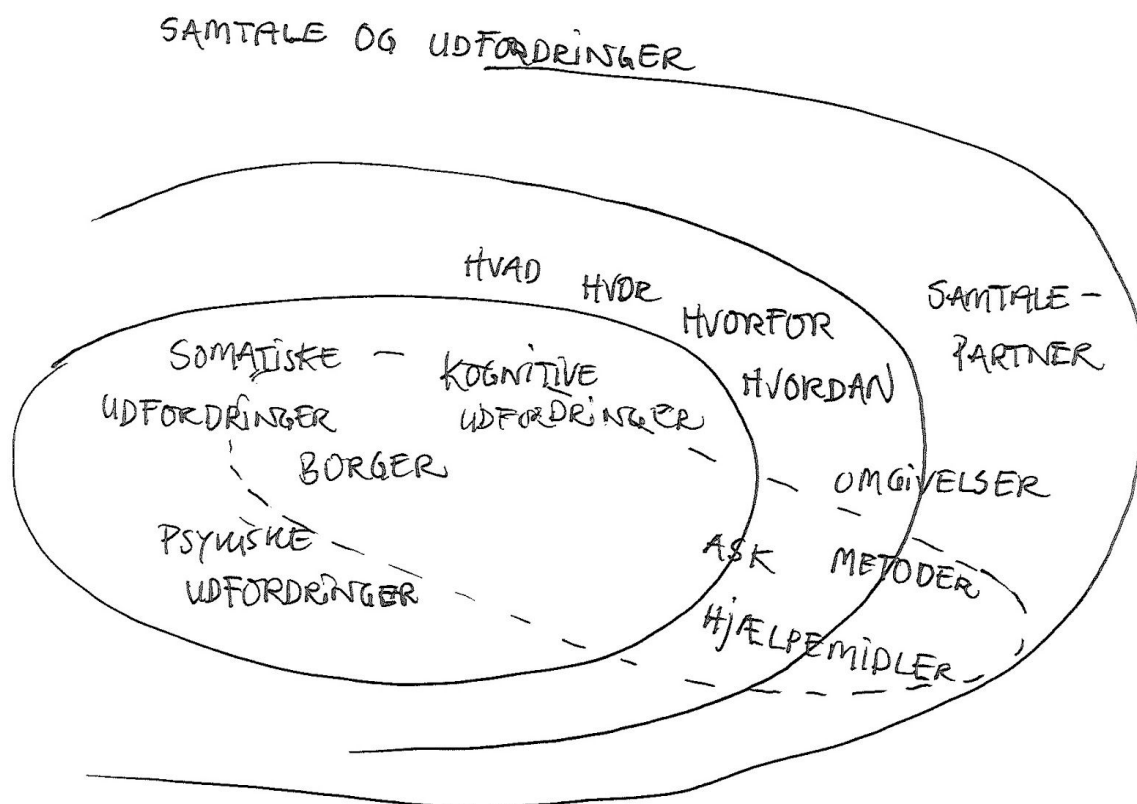 SAMTALE OG UDFORDRINGER
HVAD HVOR
HVORFOR
HVORDAN
SAMTALE-
PARTNER
SOMATISKE – KOGNITIVE
UDFORDRINGER UDFORDRINGER
BORGER
PSYKISKE
UDFORDRINGER
OMGIVELSER
ASK METODER
HJÆLPEMIDLER